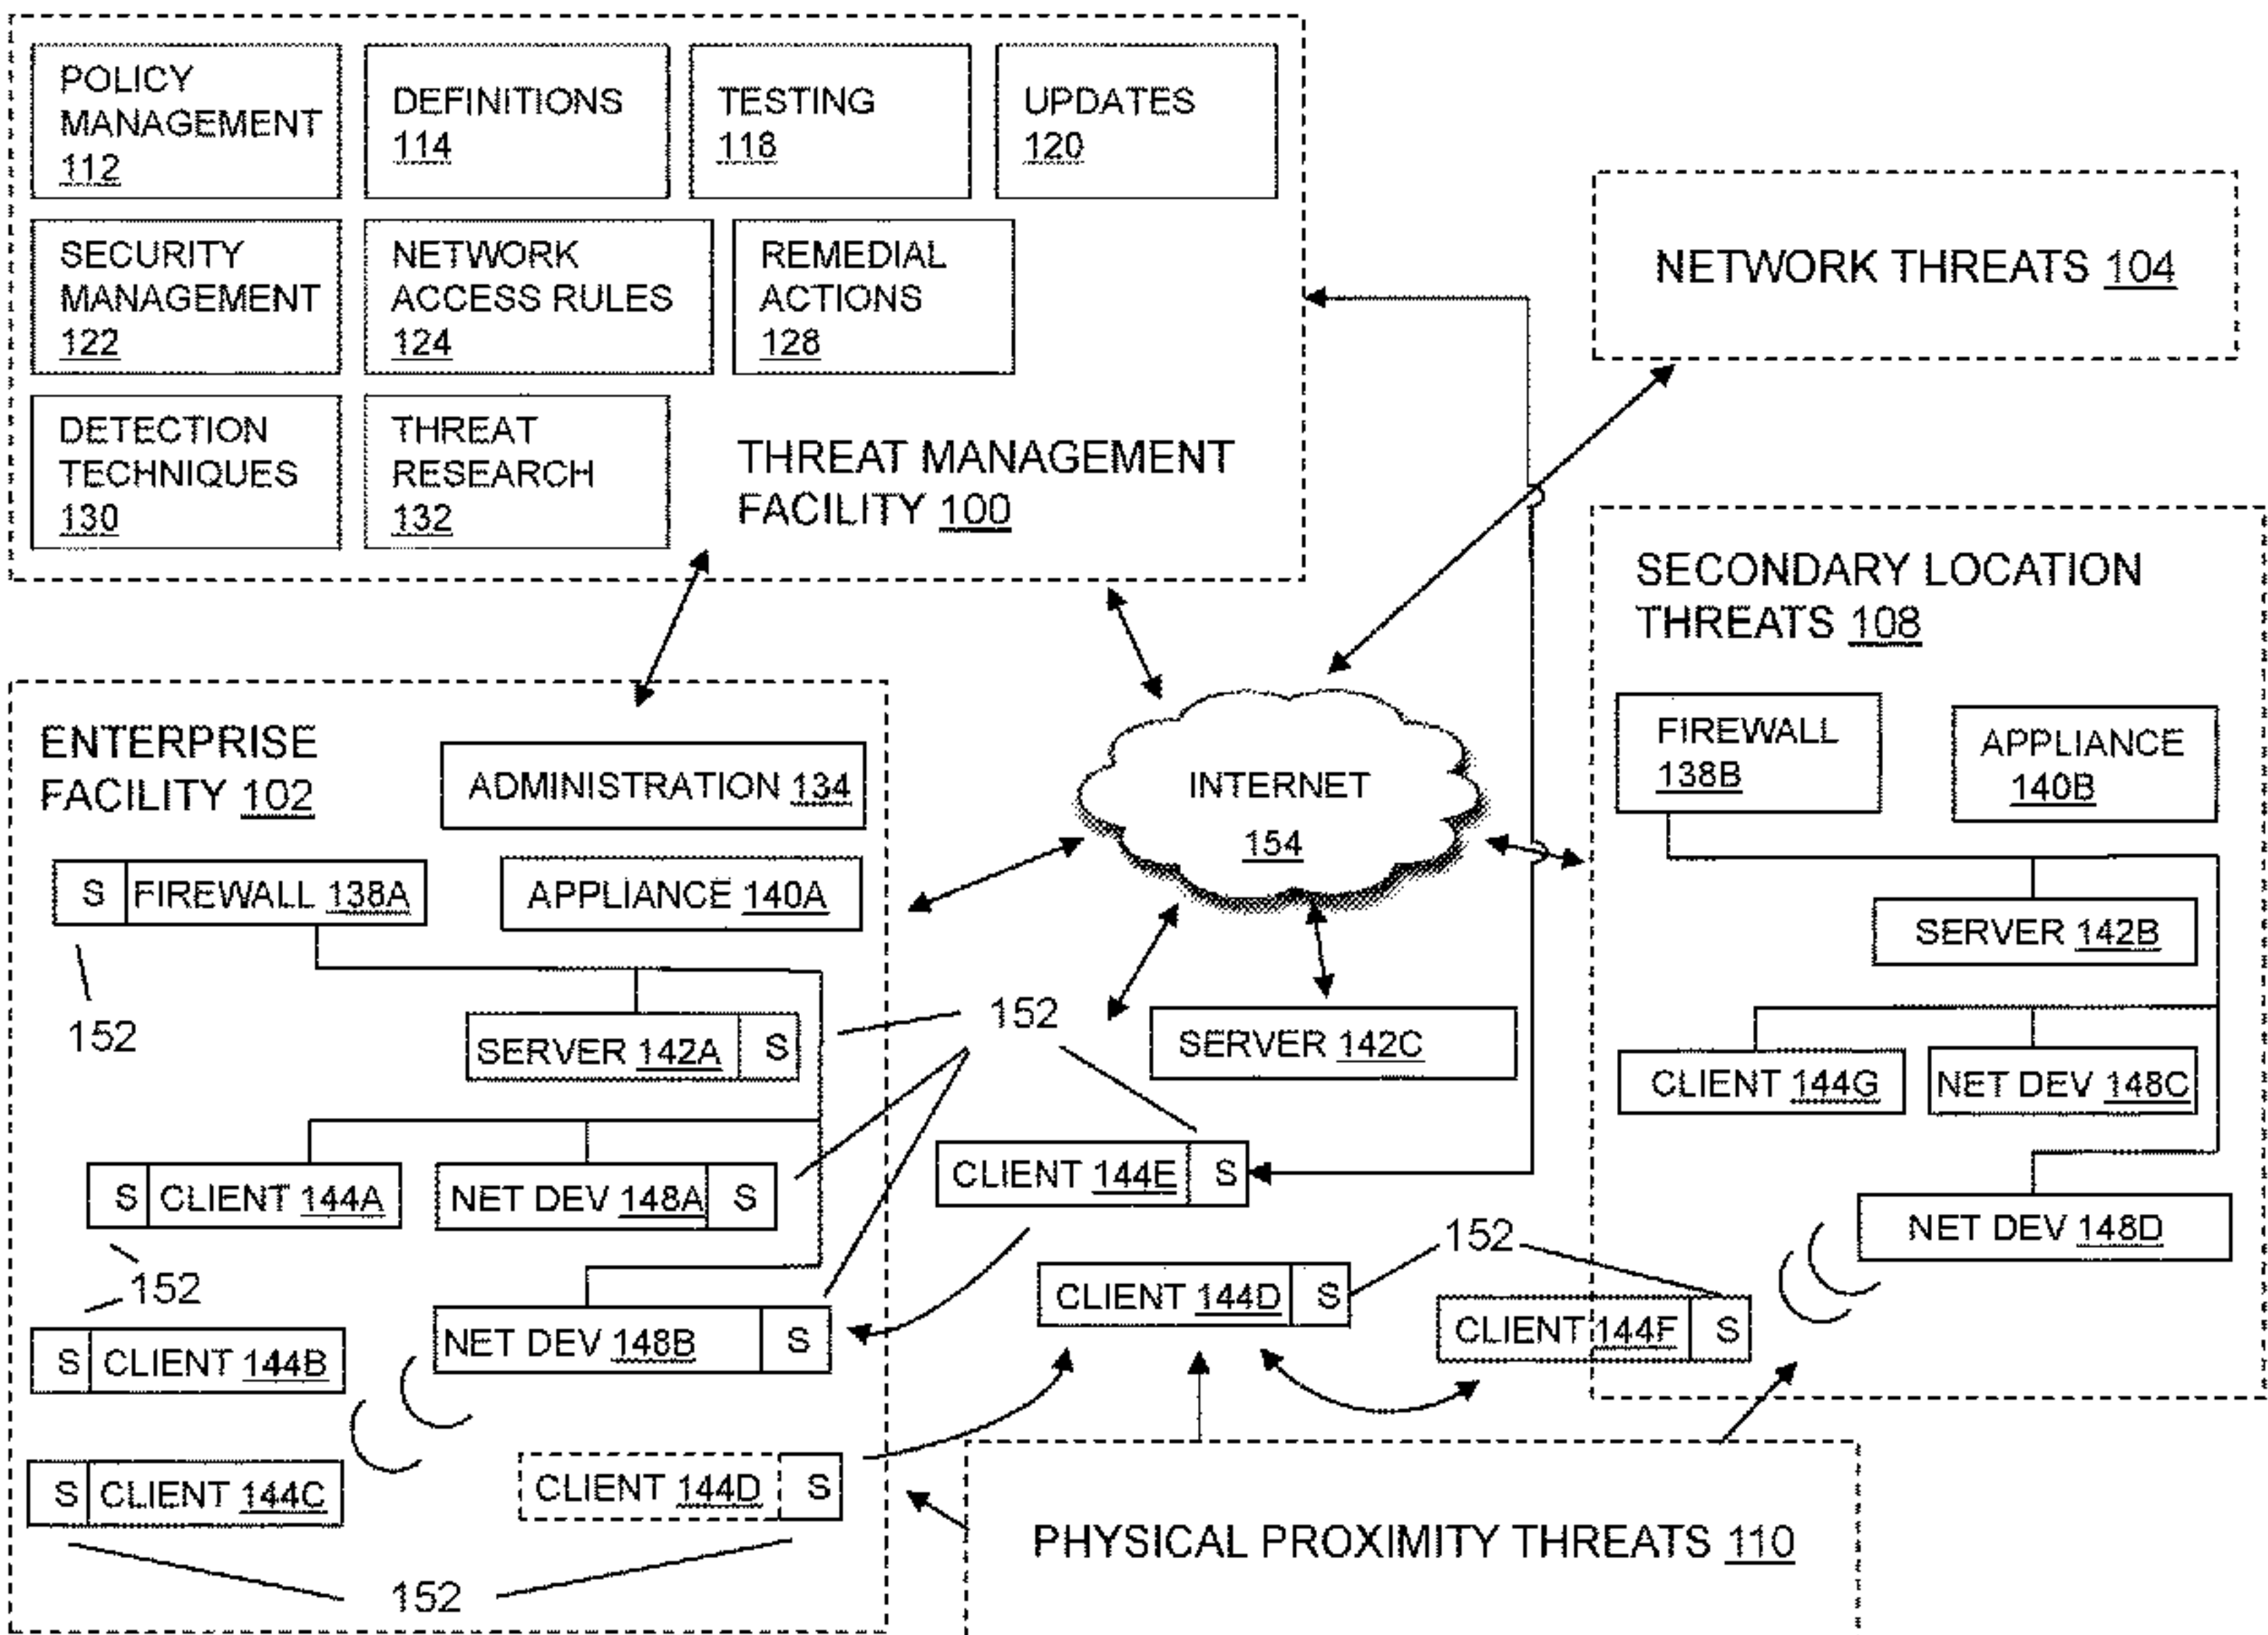 POLICY
MANAGEMENT
112
DEFINITIONS
114
TESTING
118
UPDATES
120
SECURITY
MANAGEMENT
122
NETWORK
ACCESS RULES
124
REMEDIAL
ACTIONS
128
DETECTION
TECHNIQUES
130
THREAT
RESEARCH
132
THREAT MANAGEMENT
FACILITY 100
NETWORK THREATS 104
SECONDARY LOCATION
THREATS 108
FIREWALL
138B
APPLIANCE
140B
SERVER 142B
CLIENT 144G
NET DEV 148C
NET DEV 148D
ENTERPRISE
FACILITY 102
ADMINISTRATION 134
S FIREWALL 138A
APPLIANCE 140A
152
SERVER 142A S
S CLIENT 144A
NET DEV 148A S
152
S CLIENT 144B
NET DEV 148B S
S CLIENT 144C
CLIENT 144D S
152
INTERNET
154
152
SERVER 142C
CLIENT 144E S
CLIENT 144D S
152
CLIENT 144F S
PHYSICAL PROXIMITY THREATS 110